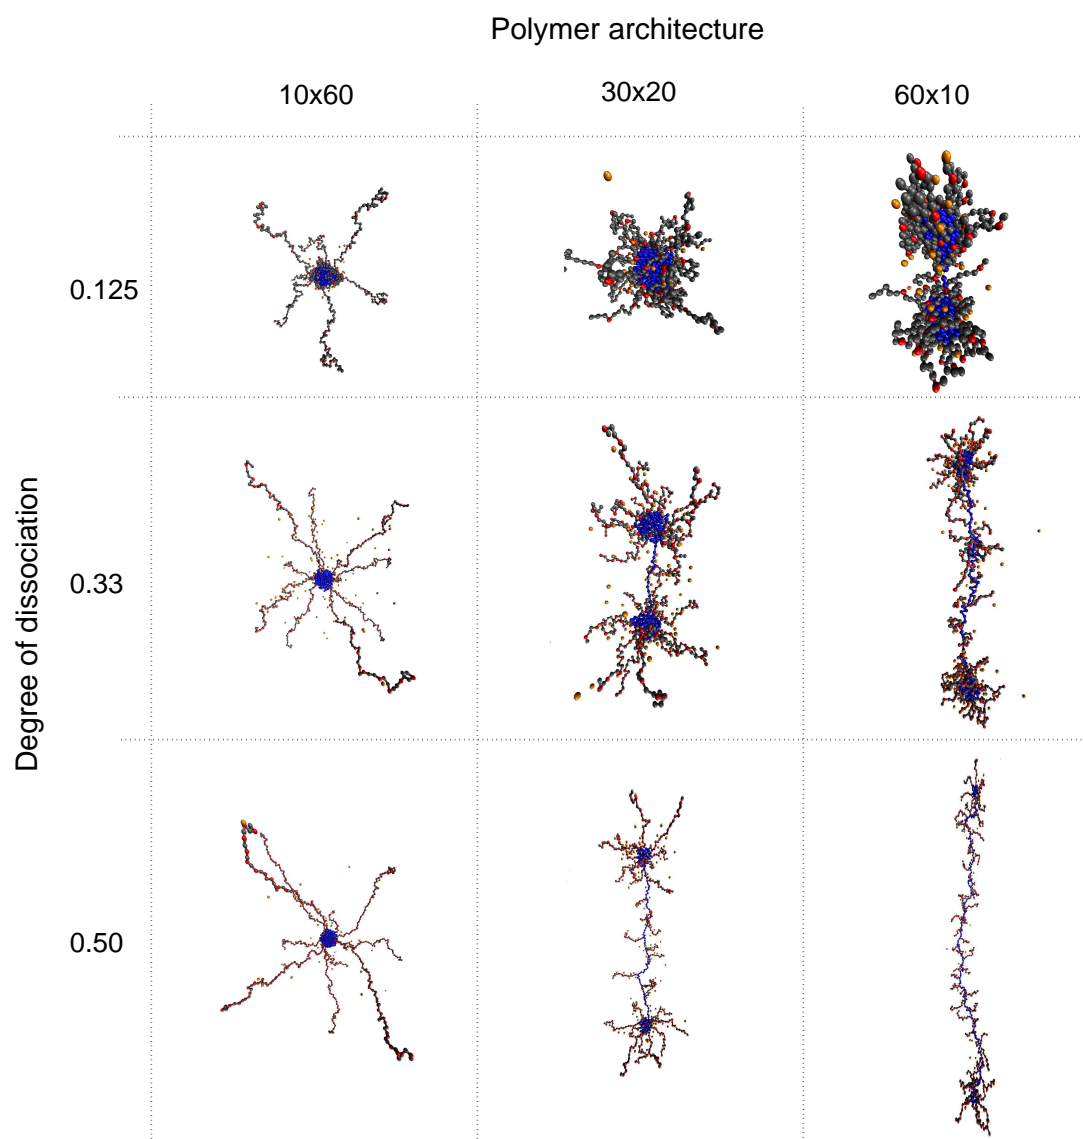 Polymer architecture
10x60
30x20
60x10
0.125
0.33
0.50
Degree of dissociation